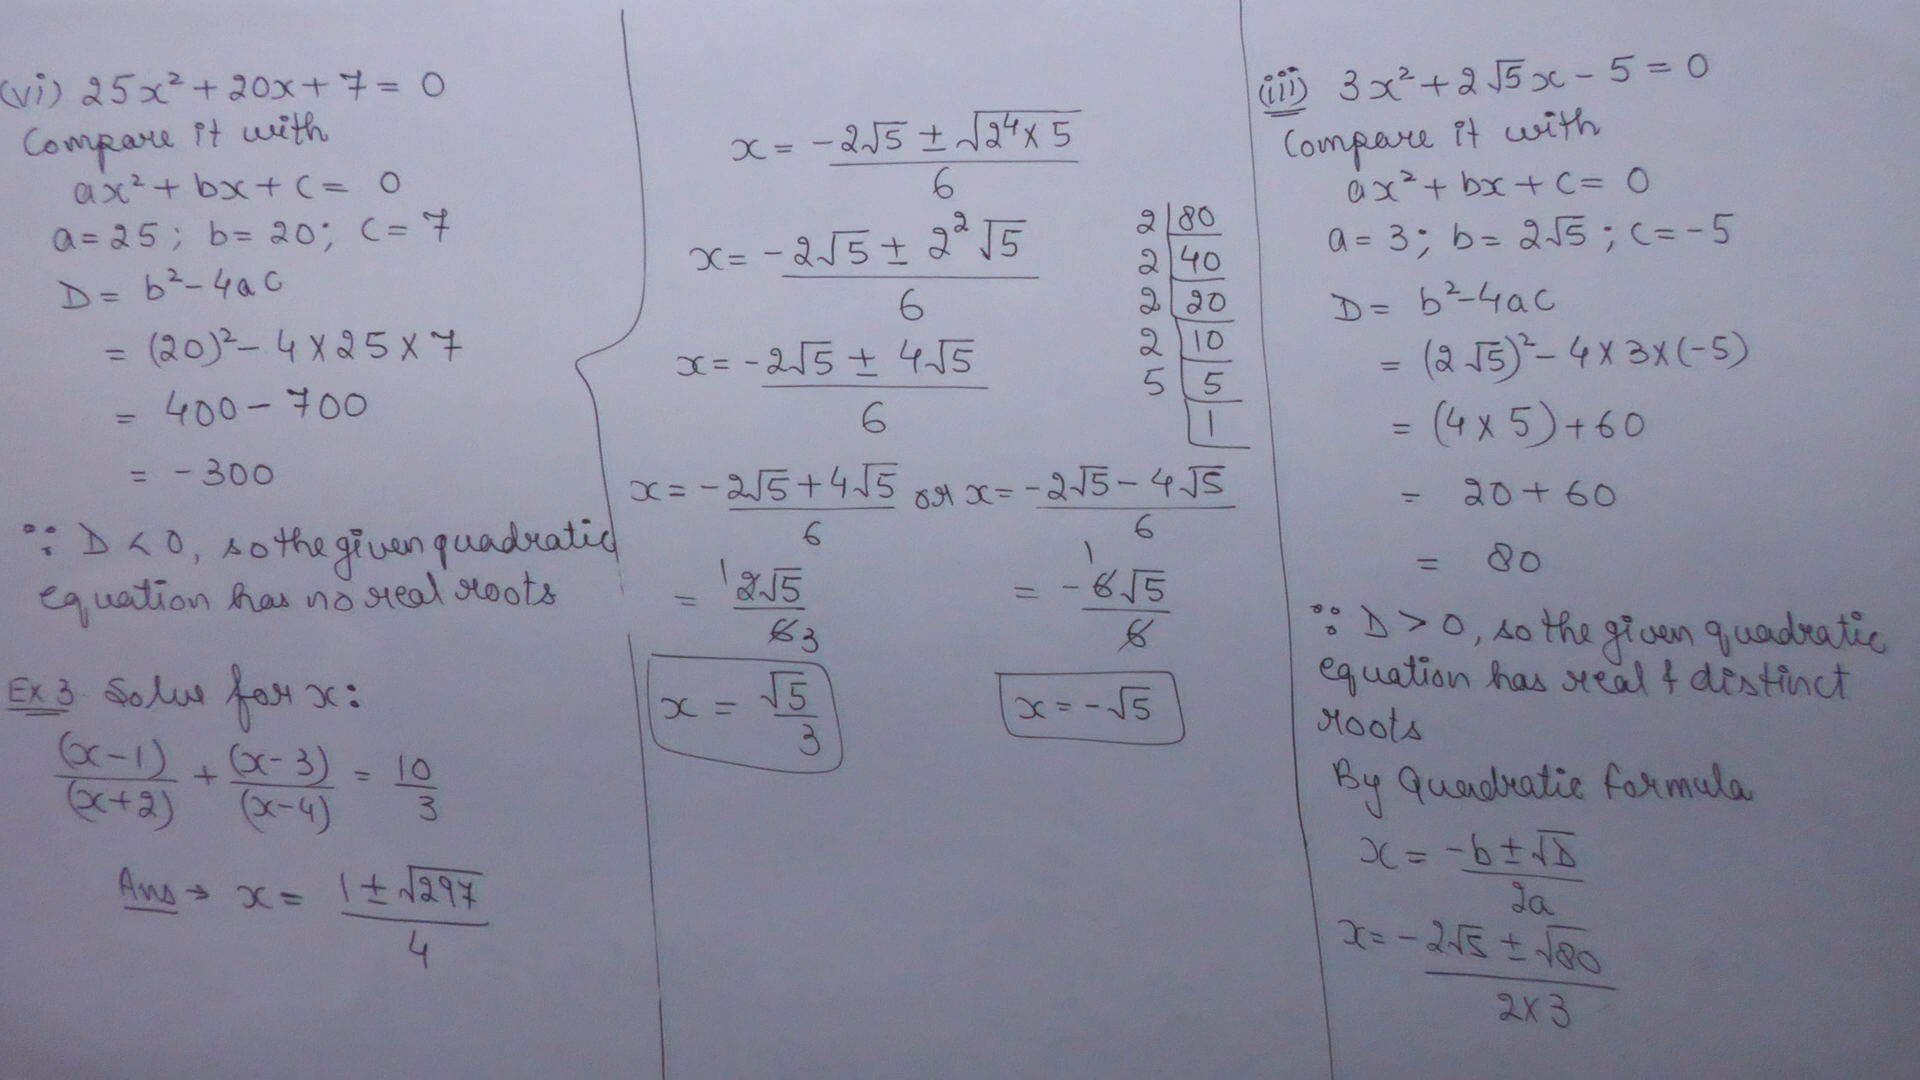 (vi) 25x² + 20x + 7 = 0
Compare it with
ax² + bx + c = 0
a = 25 ; b = 20; c = 7
D = b² - 4ac
= (20)² - 4 × 25 × 7
= 400 - 700
= -300
∵ D < 0, so the given quadratic
equation has no real roots
Ex 3. Solve for x:
(x-1)/(x+2) + (x-3)/(x-4) = 10/3
Ans → x = (1 ± √297)/4
x = (-2√5 ± √(2⁴ × 5))/6
x = (-2√5 ± 2²√5)/6
x = (-2√5 ± 4√5)/6
2 | 80
2 | 40
2 | 20
2 | 10
5 | 5
1
x = (-2√5 + 4√5)/6 or x = (-2√5 - 4√5)/6
= 1 2√5/6 3
= - 1 6√5/6
x = √5/3
x = -√5
(iii) 3x² + 2√5x - 5 = 0
Compare it with
ax² + bx + c = 0
a = 3 ; b = 2√5 ; c = -5
D = b² - 4ac
= (2√5)² - 4 × 3 × (-5)
= (4 × 5) + 60
= 20 + 60
= 80
∵ D > 0, so the given quadratic
equation has real & distinct
roots
By Quadratic formula
x = (-b ± √D)/2a
x = (-2√5 ± √80)/(2 × 3)